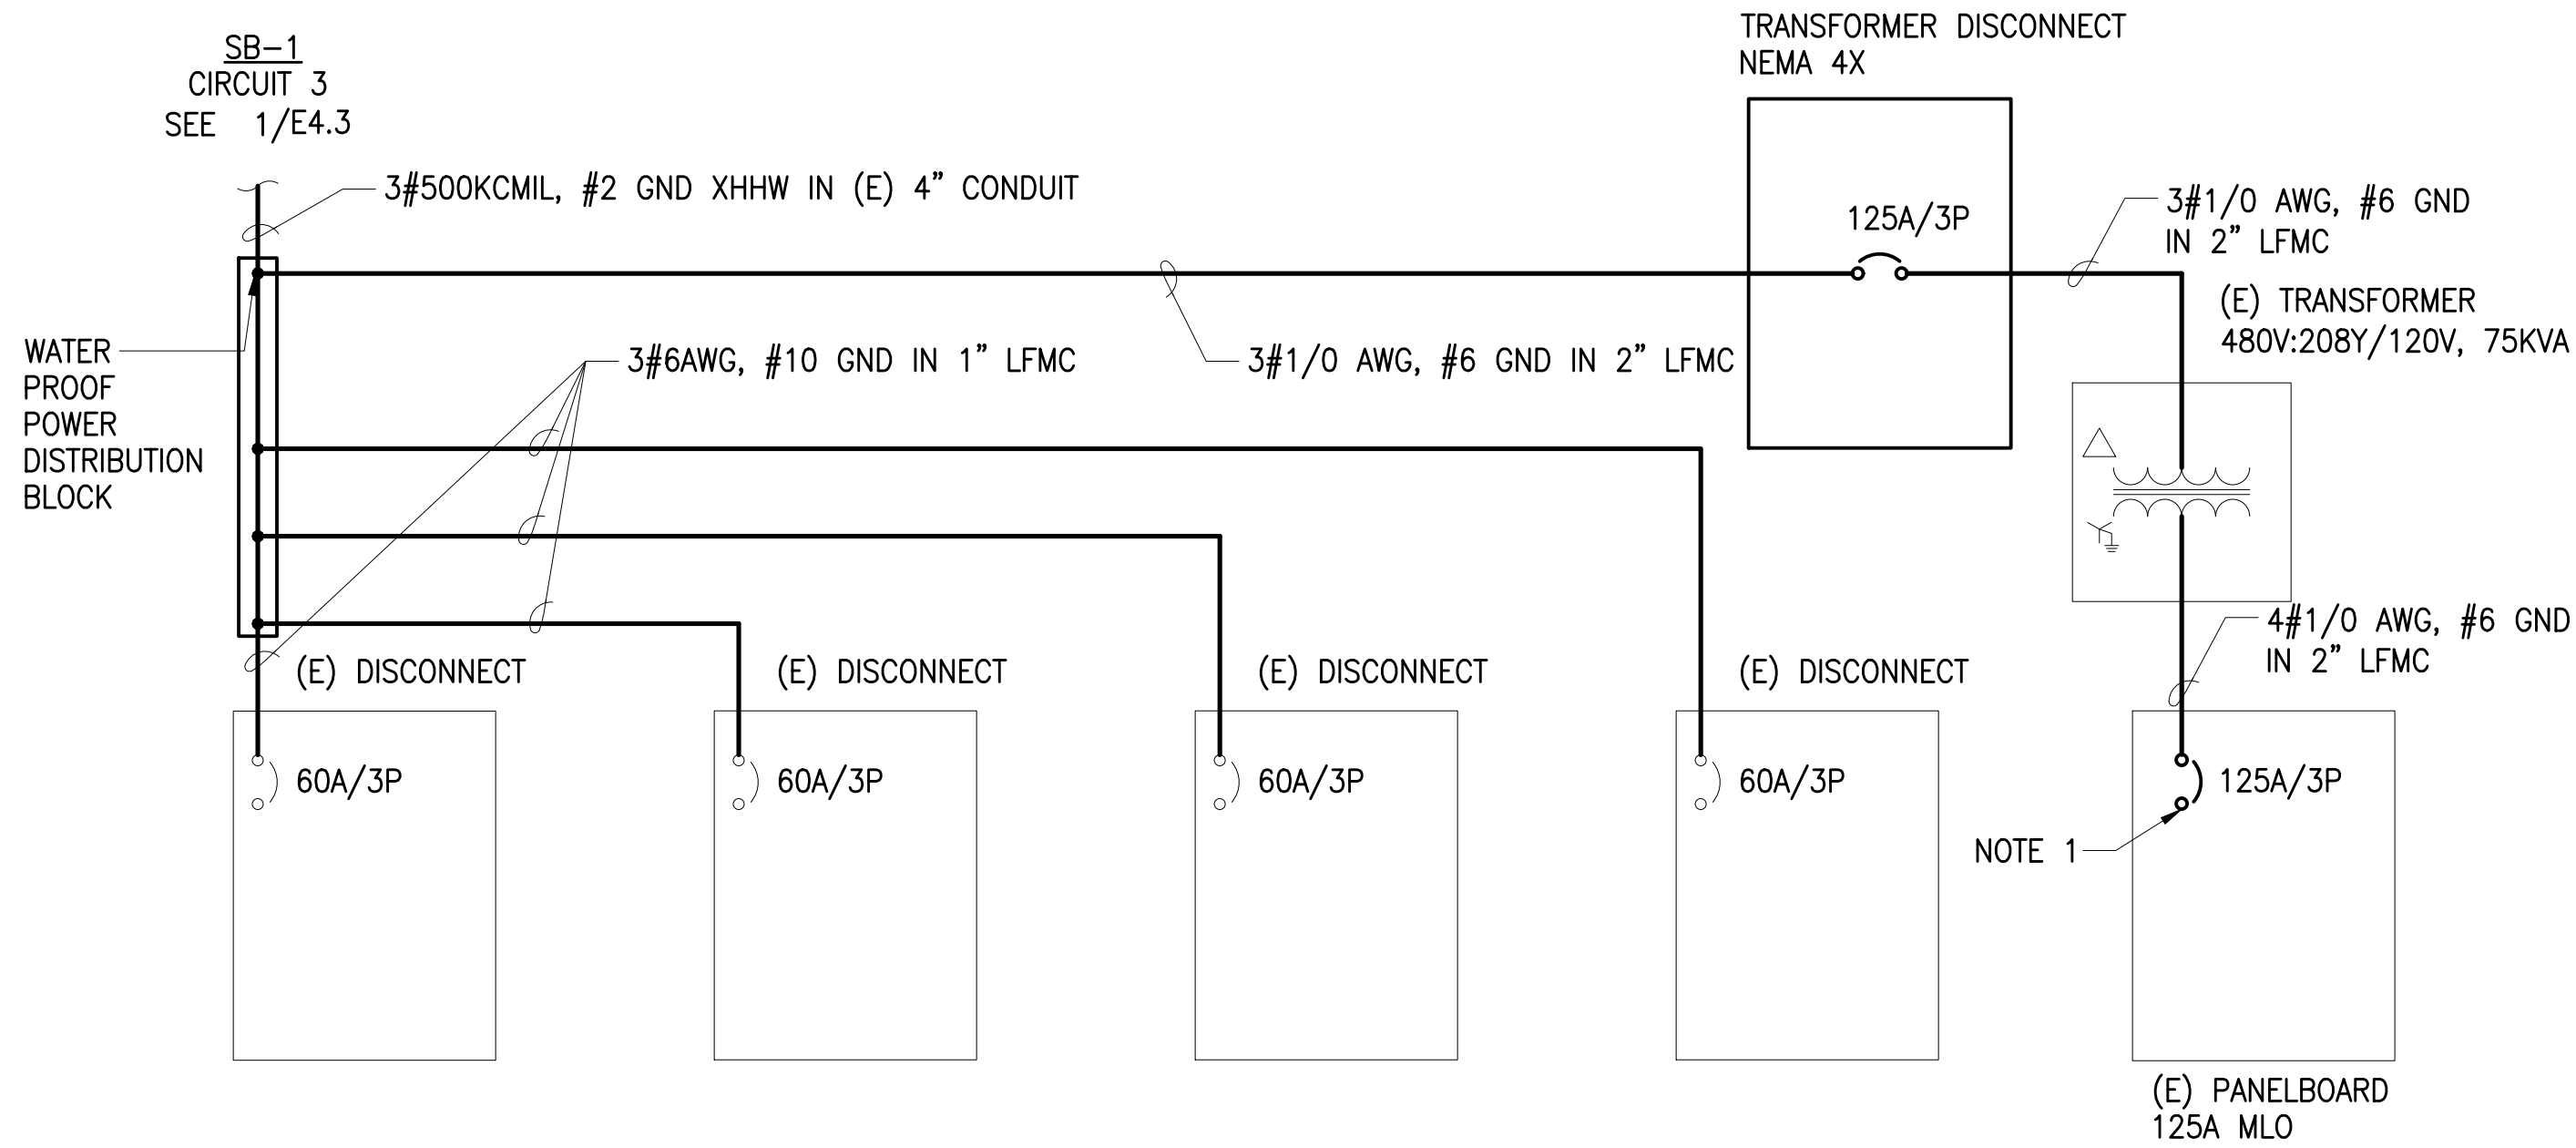 SB-1
CIRCUIT 3
SEE 1/E4.3
3#500KCMIL, #2 GND XHHW IN (E) 4" CONDUIT
TRANSFORMER DISCONNECT
NEMA 4X
125A/3P
3#1/0 AWG, #6 GND
IN 2" LFMC
(E) TRANSFORMER
480V:208Y/120V, 75KVA
WATER
PROOF
POWER
DISTRIBUTION
BLOCK
3#6AWG, #10 GND IN 1" LFMC
3#1/0 AWG, #6 GND IN 2" LFMC
4#1/0 AWG, #6 GND
IN 2" LFMC
(E) DISCONNECT
(E) DISCONNECT
(E) DISCONNECT
(E) DISCONNECT
60A/3P
60A/3P
60A/3P
60A/3P
125A/3P
NOTE 1
(E) PANELBOARD
125A MLO